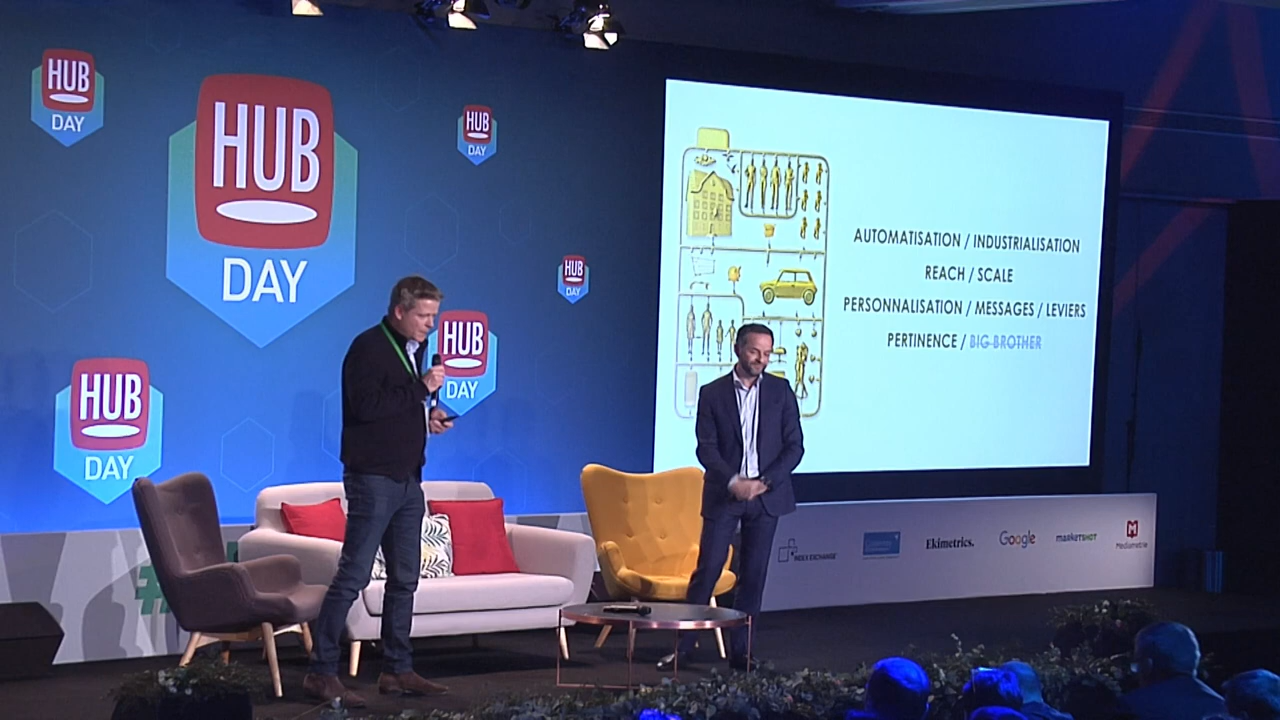 HUB
DAY
HUB
DAY
HUB
DAY
HUB
DAY
HUB
DAY
HUB
DAY
AUTOMATISATION / INDUSTRIALISATION
REACH / SCALE
PERSONNALISATION / MESSAGES / LEVIERS
PERTINENCE / BIG BROTHER
INDEX EXCHANGE
Ekimetrics.
Google
MARKETSHOT
Médiamétrie